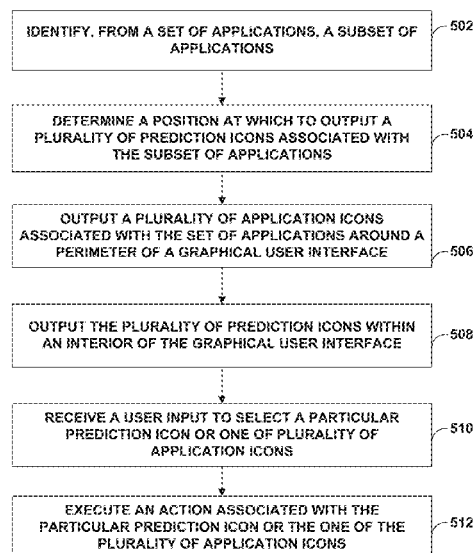 IDENTIFY, FROM A SET OF APPLICATIONS, A SUBSET OF
APPLICATIONS
502
DETERMINE A POSITION AT WHICH TO OUTPUT A
PLURALITY OF PREDICTION ICONS ASSOCIATED WITH
THE SUBSET OF APPLICATIONS
504
OUTPUT A PLURALITY OF APPLICATION ICONS
ASSOCIATED WITH THE SET OF APPLICATIONS AROUND A
PERIMETER OF A GRAPHICAL USER INTERFACE
506
OUTPUT THE PLURALITY OF PREDICTION ICONS WITHIN
AN INTERIOR OF THE GRAPHICAL USER INTERFACE
508
RECEIVE A USER INPUT TO SELECT A PARTICULAR
PREDICTION ICON OR ONE OF PLURALITY OF
APPLICATION ICONS
510
EXECUTE AN ACTION ASSOCIATED WITH THE
PARTICULAR PREDICTION ICON OR THE ONE OF THE
PLURALITY OF APPLICATION ICONS
512